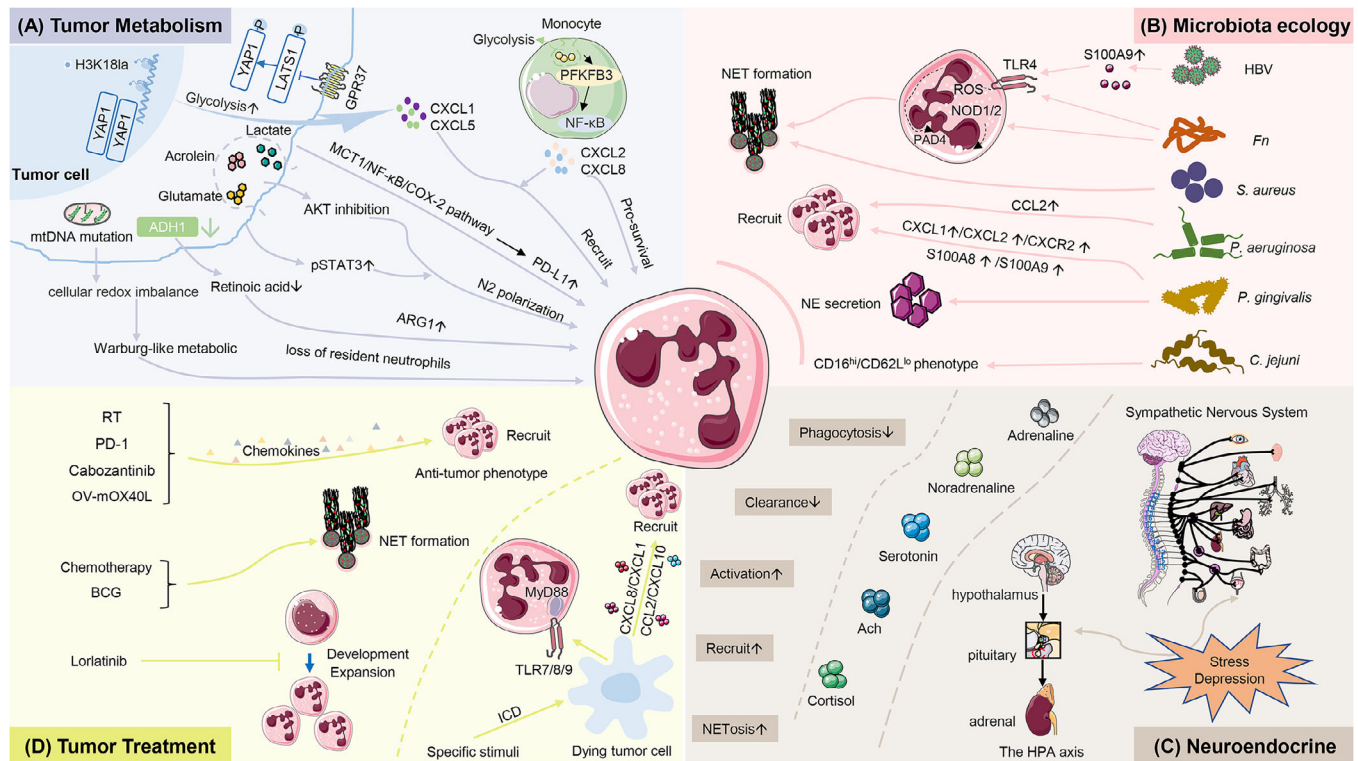 (A) Tumor Metabolism
YAP1
P
LATS1
P
GPR37
H3K18la
YAP1
YAP1
Tumor cell
Glycolysis↑
Lactate
Acrolein
Glutamate
CXCL1
CXCL5
Monocyte
Glycolysis
PFKFB3
NF-κB
CXCL2
CXCL8
MCT1/NF-κB/COX-2 pathway
PD-L1↑
Recruit
Pro-survival
AKT inhibition
pSTAT3↑
N2 polarization
mtDNA mutation
ADH1
Retinoic acid↓
cellular redox imbalance
ARG1↑
Warburg-like metabolic
loss of resident neutrophils
(B) Microbiota ecology
NET formation
TLR4
S100A9↑
HBV
ROS
NOD1/2
PAD4
Fn
S. aureus
Recruit
CCL2↑
CXCL1↑/CXCL2 ↑/CXCR2 ↑
S100A8 ↑/S100A9 ↑
P. aeruginosa
NE secretion
P. gingivalis
CD16hi/CD62Llo phenotype
C. jejuni
RT
PD-1
Cabozantinib
OV-mOX40L
Chemokines
Recruit
Anti-tumor phenotype
NET formation
Chemotherapy
BCG
Lorlatinib
Development
Expansion
Recruit
CXCL8/CXCL1
CCL2/CXCL10
MyD88
TLR7/8/9
ICD
Specific stimuli
Dying tumor cell
(D) Tumor Treatment
Phagocytosis↓
Clearance↓
Activation↑
Recruit↑
NETosis↑
Adrenaline
Noradrenaline
Serotonin
Ach
Cortisol
Sympathetic Nervous System
hypothalamus
pituitary
adrenal
The HPA axis
Stress
Depression
(C) Neuroendocrine